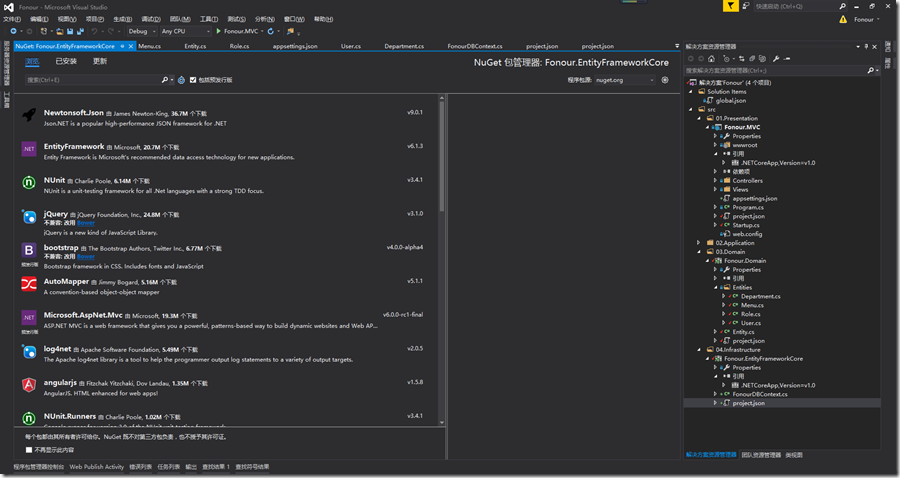 Fonour - Microsoft Visual Studio
快速启动 (Ctrl+Q)
文件(F) 编辑(E) 视图(V) 项目(P) 生成(B) 调试(D) 团队(M) 工具(T) 测试(S) 分析(N) 窗口(W) 帮助(H)
Fonour
Debug Any CPU Fonour.MVC
NuGet: Fonour.EntityFrameworkCore Menu.cs Entity.cs Role.cs appsettings.json User.cs Department.cs FonourDBContext.cs project.json project.json
浏览 已安装 更新
NuGet 包管理器: Fonour.EntityFrameworkCore
搜索(Ctrl+E) 包括预发行版
程序包源: nuget.org
Newtonsoft.Json 由 James Newton-King, 36.7M 个下载 v9.0.1
Json.NET is a popular high-performance JSON framework for .NET
.NET
EntityFramework 由 Microsoft, 20.7M 个下载 v6.1.3
Entity Framework is Microsoft's recommended data access technology for new applications.
NUnit 由 Charlie Poole, 6.14M 个下载 v3.4.1
NUnit is a unit-testing framework for all .Net languages with a strong TDD focus.
jQuery 由 jQuery Foundation, Inc., 24.8M 个下载 v3.1.0
不兼容: 改用 Bower
jQuery is a new kind of JavaScript Library.
B
预发行版
bootstrap 由 The Bootstrap Authors, Twitter Inc., 6.77M 个下载 v4.0.0-alpha4
不兼容: 改用 Bower
Bootstrap framework in CSS. Includes fonts and JavaScript
AutoMapper 由 Jimmy Bogard, 5.16M 个下载 v5.1.1
A convention-based object-object mapper
.NET
预发行版
Microsoft.AspNet.Mvc 由 Microsoft, 19.3M 个下载 v6.0.0-rc1-final
ASP.NET MVC is a web framework that gives you a powerful, patterns-based way to build dynamic websites and Web AP...
log4net 由 Apache Software Foundation, 5.49M 个下载 v2.0.5
The Apache log4net library is a tool to help the programmer output log statements to a variety of output targets.
angularjs 由 Fitzchak Yitzchaki, Dov Landau, 1.35M 个下载 v1.5.8
AngularJS. HTML enhanced for web apps!
NUnit.Runners 由 Charlie Poole, 1.02M 个下载 v3.4.1
每个包都由其所有者许可给你。NuGet 既不对第三方包负责，也不授予其许可证。
不再显示此内容
程序包管理器控制台 Web Publish Activity 错误列表 任务列表 输出 查找结果 1 查找符号结果
解决方案资源管理器
搜索解决方案资源管理器(Ctrl+;)
解决方案'Fonour' (4 个项目)
Solution Items
global.json
src
01.Presentation
Fonour.MVC
Properties
wwwroot
引用
.NETCoreApp,Version=v1.0
依赖项
Controllers
Views
appsettings.json
Program.cs
project.json
Startup.cs
web.config
02.Application
03.Domain
Fonour.Domain
Properties
引用
Entities
Department.cs
Menu.cs
Role.cs
User.cs
Entity.cs
project.json
04.Infrastructure
Fonour.EntityFrameworkCore
Properties
引用
.NETCoreApp,Version=v1.0
FonourDBContext.cs
project.json
解决方案资源管理器 团队资源管理器 类视图